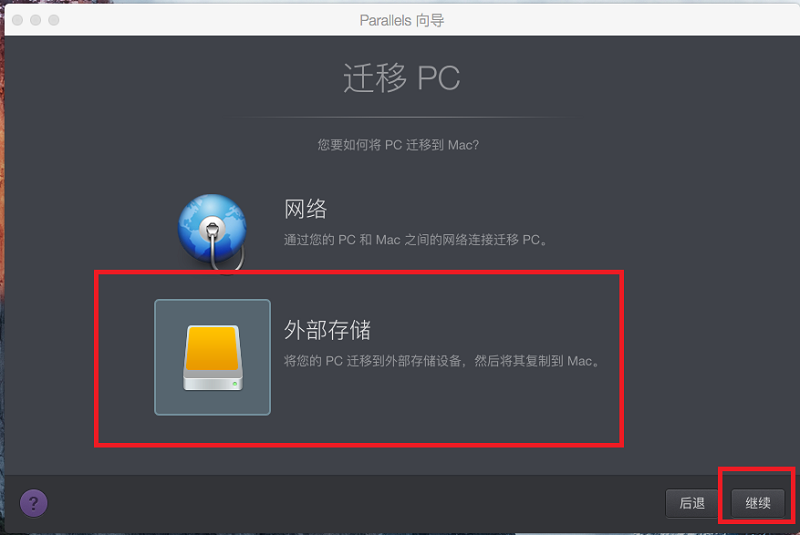 Parallels 向导
迁移 PC
您要如何将 PC 迁移到 Mac?
网络
通过您的 PC 和 Mac 之间的网络连接迁移 PC。
外部存储
将您的 PC 迁移到外部存储设备，然后将其复制到 Mac。
?
后退
继续